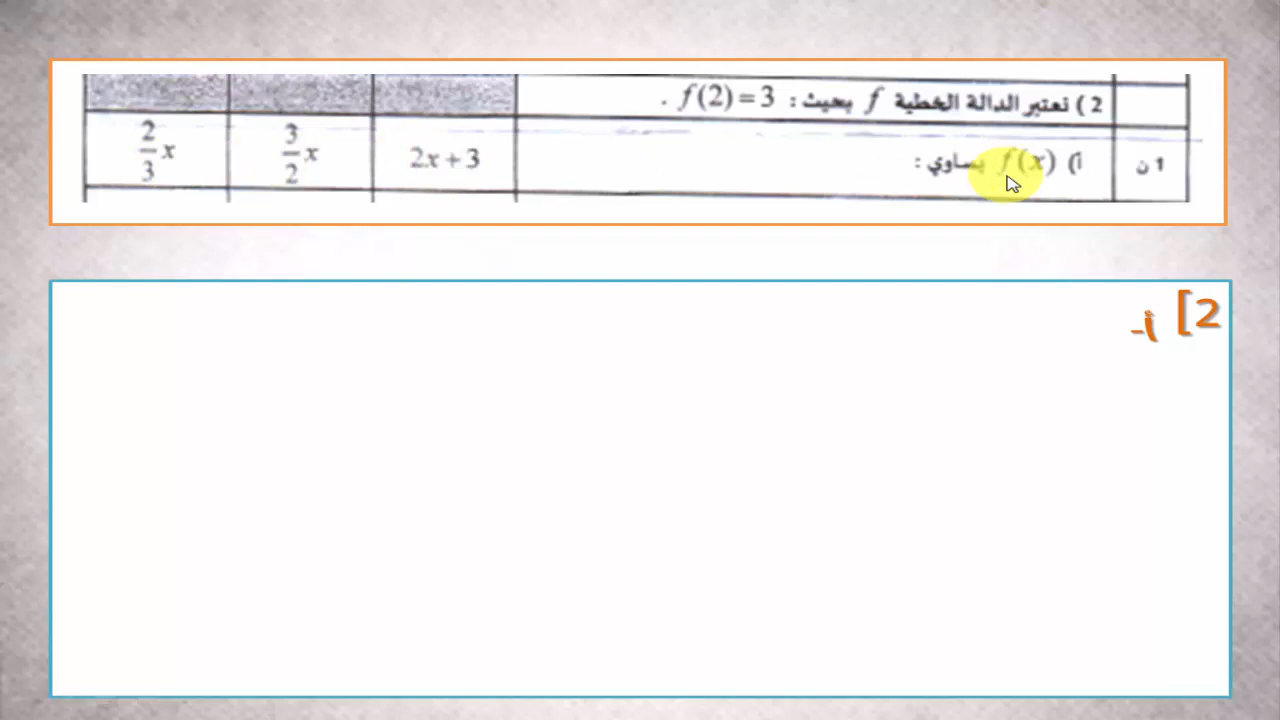 2 ) نعتبر الدالة الخطية f بحيث : f(2) = 3 .
1 ن أ) f(x) يساوي : 2x + 3 3/2 x 2/3 x
2] أ-